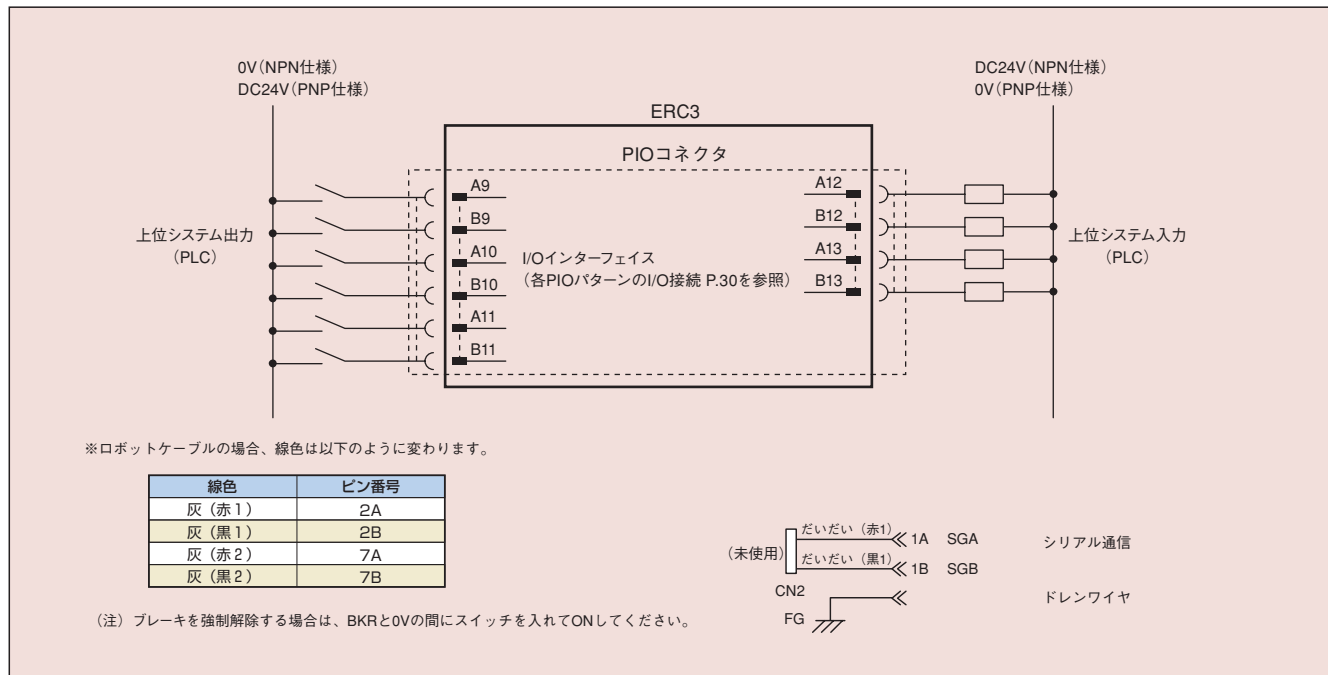 0V(NPN仕様)
DC24V(PNP仕様)
DC24V(NPN仕様)
0V(PNP仕様)
ERC3
PIOコネクタ
A9
B9
A10
B10
A11
B11
A12
B12
A13
B13
上位システム出力
(PLC)
I/Oインターフェイス
(各PIOパターンのI/O接続 P.30を参照)
上位システム入力
(PLC)
※ロボットケーブルの場合、線色は以下のように変わります。
線色 ピン番号
灰(赤1) 2A
灰(黒1) 2B
灰(赤2) 7A
灰(黒2) 7B
(注)ブレーキを強制解除する場合は、BKRと0Vの間にスイッチを入れてONしてください。
(未使用)
だいだい(赤1) 1A SGA
だいだい(黒1) 1B SGB
シリアル通信
CN2
FG
ドレンワイヤ